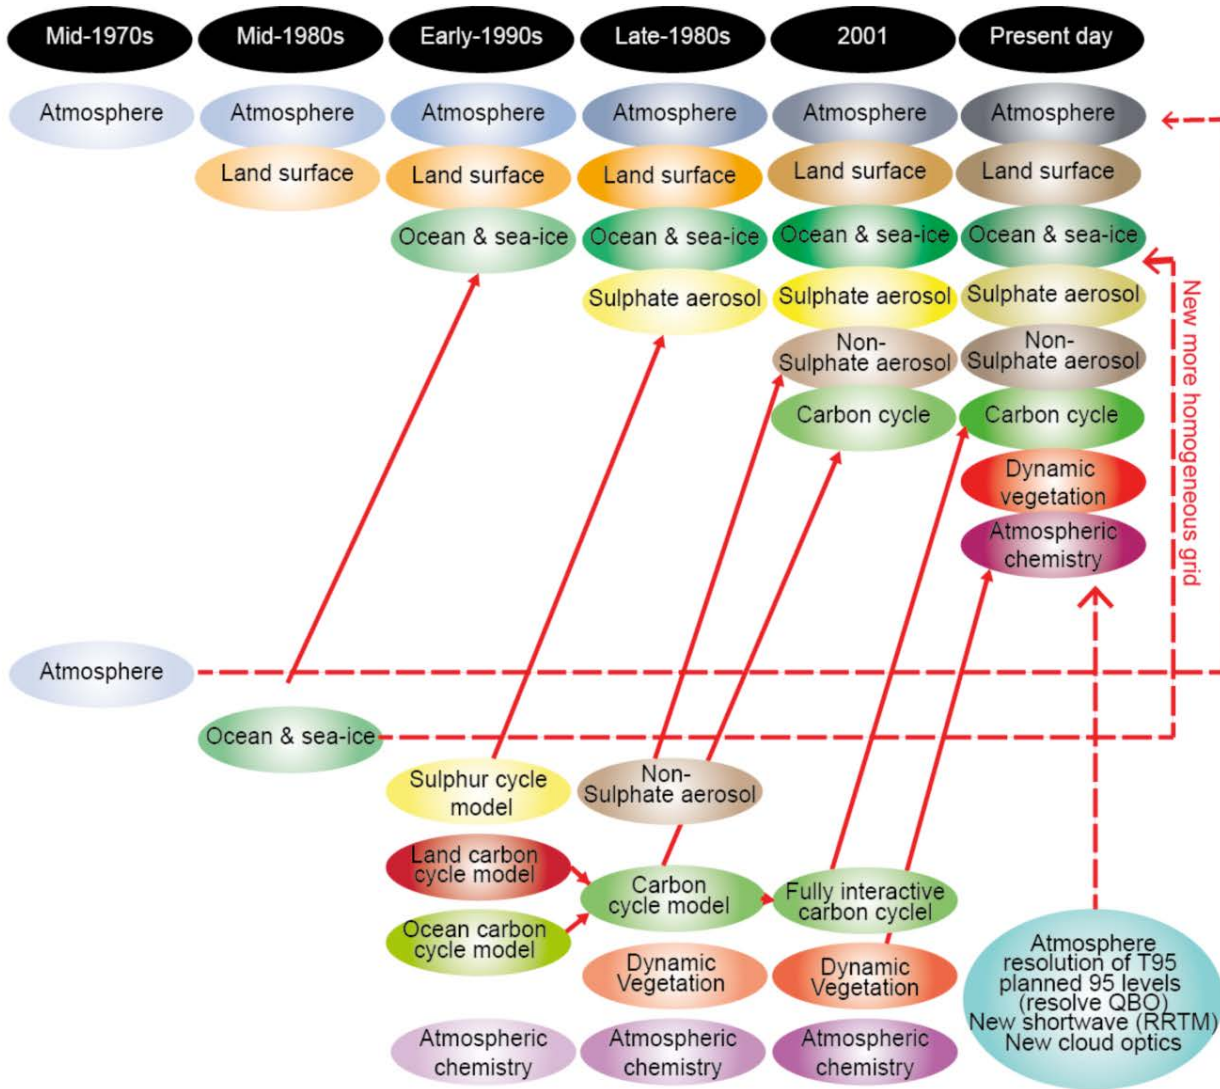 Mid-1970s
Mid-1980s
Early-1990s
Late-1980s
2001
Present day
Atmosphere
Atmosphere
Atmosphere
Atmosphere
Atmosphere
Atmosphere
Land surface
Land surface
Land surface
Land surface
Land surface
Ocean & sea-ice
Ocean & sea-ice
Ocean & sea-ice
Ocean & sea-ice
Sulphate aerosol
Sulphate aerosol
Sulphate aerosol
Non-
Sulphate aerosol
Non-
Sulphate aerosol
Carbon cycle
Carbon cycle
Dynamic
vegetation
Atmospheric
chemistry
New more homogeneous grid
Atmosphere
Ocean & sea-ice
Sulphur cycle
model
Non-
Sulphate aerosol
Land carbon
cycle model
Carbon
cycle model
Fully interactive
carbon cyclel
Ocean carbon
cycle model
Dynamic
Vegetation
Dynamic
Vegetation
Atmospheric
chemistry
Atmospheric
chemistry
Atmospheric
chemistry
Atmosphere
resolution of T95
planned 95 levels
(resolve QBO)
New shortwave (RRTM)
New cloud optics